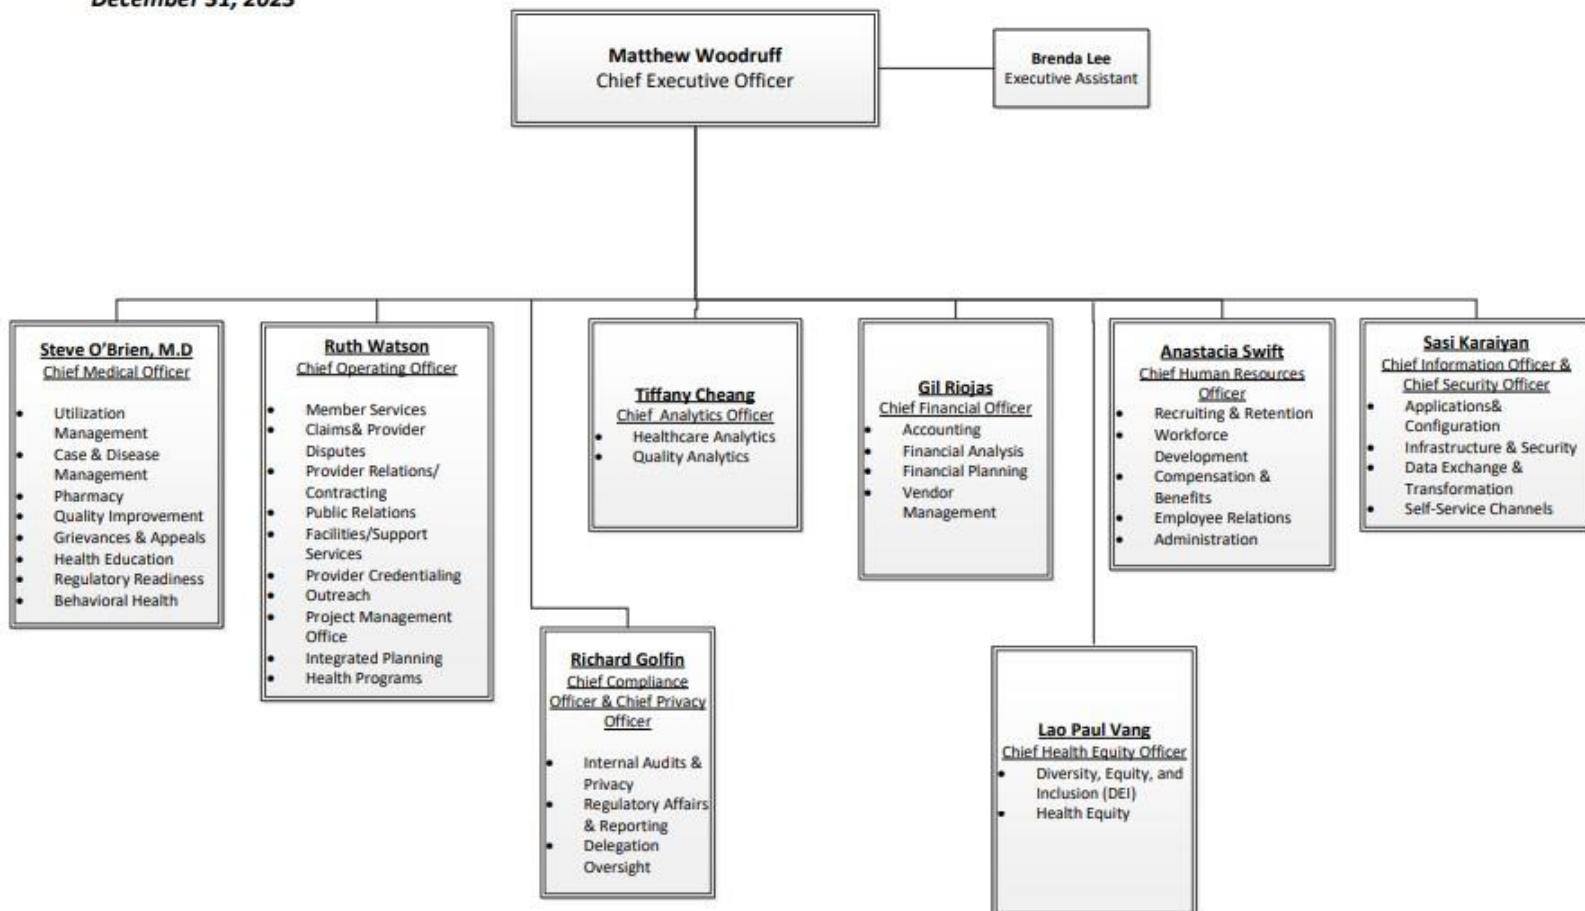 December 31, 2023
Matthew Woodruff
Chief Executive Officer
Brenda Lee
Executive Assistant
Steve O'Brien, M.D
Chief Medical Officer
• Utilization
Management
• Case & Disease
Management
• Pharmacy
• Quality Improvement
• Grievances & Appeals
• Health Education
• Regulatory Readiness
• Behavioral Health
Ruth Watson
Chief Operating Officer
• Member Services
• Claims& Provider
Disputes
• Provider Relations/
Contracting
• Public Relations
• Facilities/Support
Services
• Provider Credentialing
• Outreach
• Project Management
Office
• Integrated Planning
• Health Programs
Tiffany Cheang
Chief Analytics Officer
• Healthcare Analytics
• Quality Analytics
Gil Riojas
Chief Financial Officer
• Accounting
• Financial Analysis
• Financial Planning
• Vendor
Management
Anastacia Swift
Chief Human Resources
Officer
• Recruiting & Retention
• Workforce
Development
• Compensation &
Benefits
• Employee Relations
• Administration
Sasi Karaiyan
Chief Information Officer &
Chief Security Officer
• Applications&
Configuration
• Infrastructure & Security
• Data Exchange &
Transformation
• Self-Service Channels
Richard Golfin
Chief Compliance
Officer & Chief Privacy
Officer
• Internal Audits &
Privacy
• Regulatory Affairs
& Reporting
• Delegation
Oversight
Lao Paul Vang
Chief Health Equity Officer
• Diversity, Equity, and
Inclusion (DEI)
• Health Equity